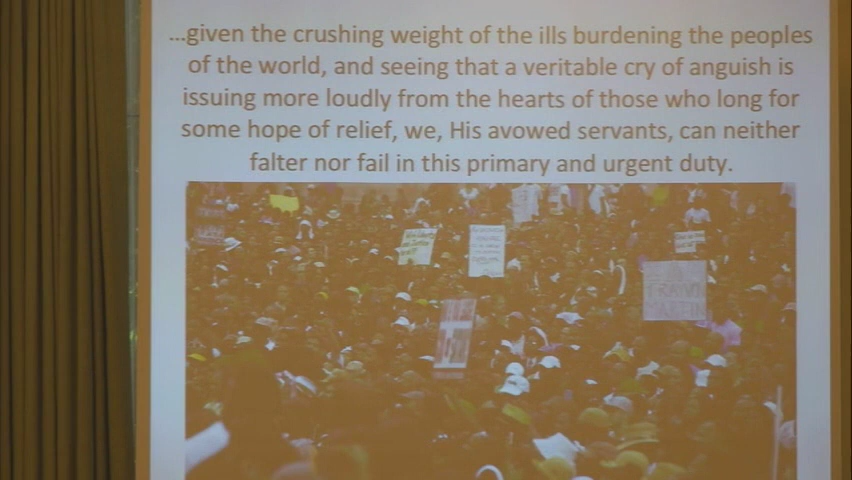 ...given the crushing weight of the ills burdening the peoples
of the world, and seeing that a veritable cry of anguish is
issuing more loudly from the hearts of those who long for
some hope of relief, we, His avowed servants, can neither
falter nor fail in this primary and urgent duty.
TRAYVON
MARTIN